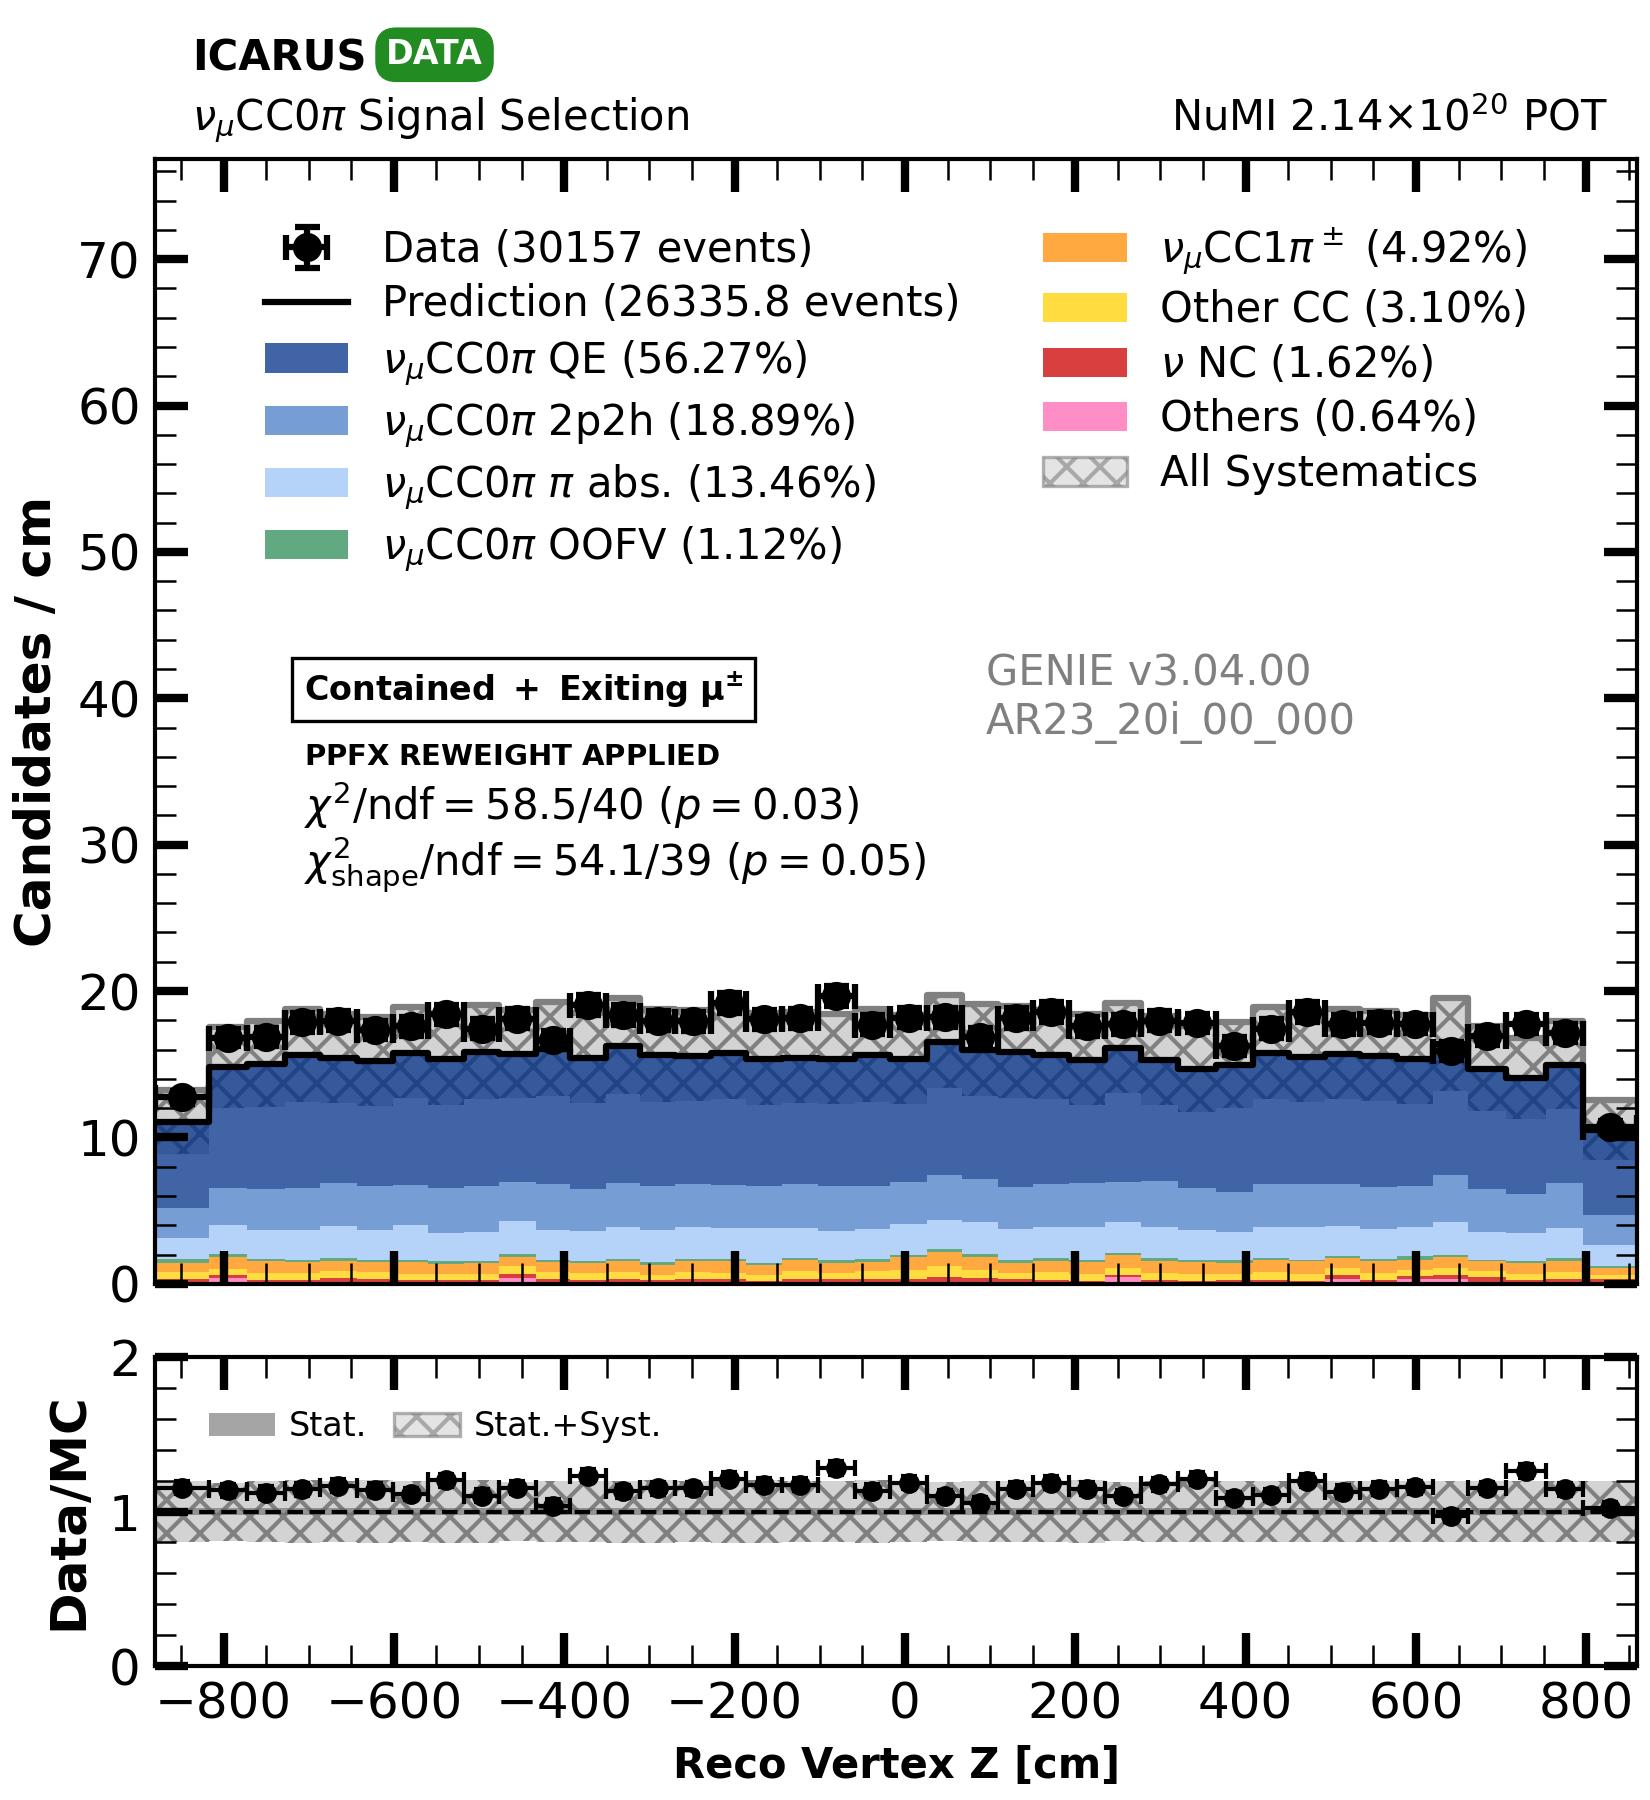 ICARUS DATA
νμCC0π Signal Selection
NuMI 2.14×10²⁰ POT
Data (30157 events)
Prediction (26335.8 events)
νμCC0π QE (56.27%)
νμCC0π 2p2h (18.89%)
νμCC0π π abs. (13.46%)
νμCC0π OOFV (1.12%)
νμCC1π± (4.92%)
Other CC (3.10%)
ν NC (1.62%)
Others (0.64%)
All Systematics
Contained + Exiting μ±
PPFX REWEIGHT APPLIED
χ²/ndf = 58.5/40 (p = 0.03)
χ²shape/ndf = 54.1/39 (p = 0.05)
GENIE v3.04.00
AR23_20i_00_000
Candidates / cm
70
60
50
40
30
20
10
0
Data/MC
2
1
0
Stat.
Stat.+Syst.
−800 −600 −400 −200 0 200 400 600 800
Reco Vertex Z [cm]